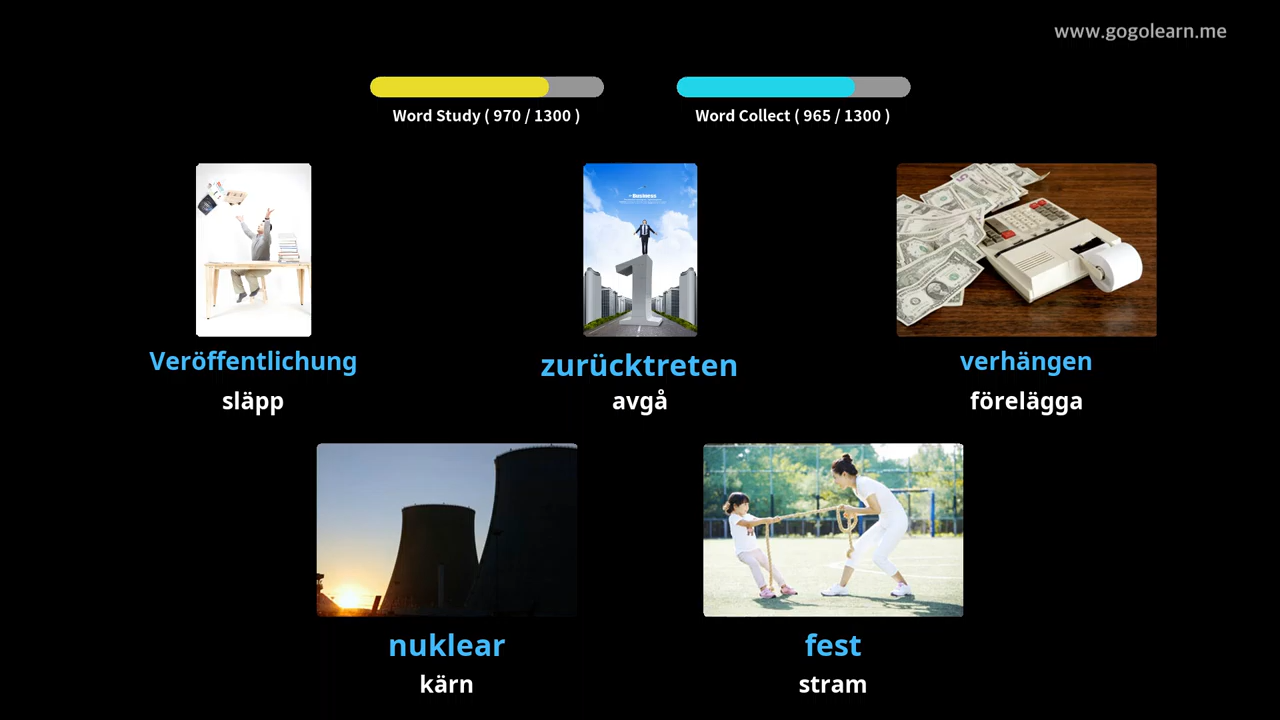 www.gogolearn.me
Word Study ( 970 / 1300 )
Word Collect ( 965 / 1300 )
Business
Veröffentlichung
släpp
zurücktreten
avgå
verhängen
förelägga
nuklear
kärn
fest
stram